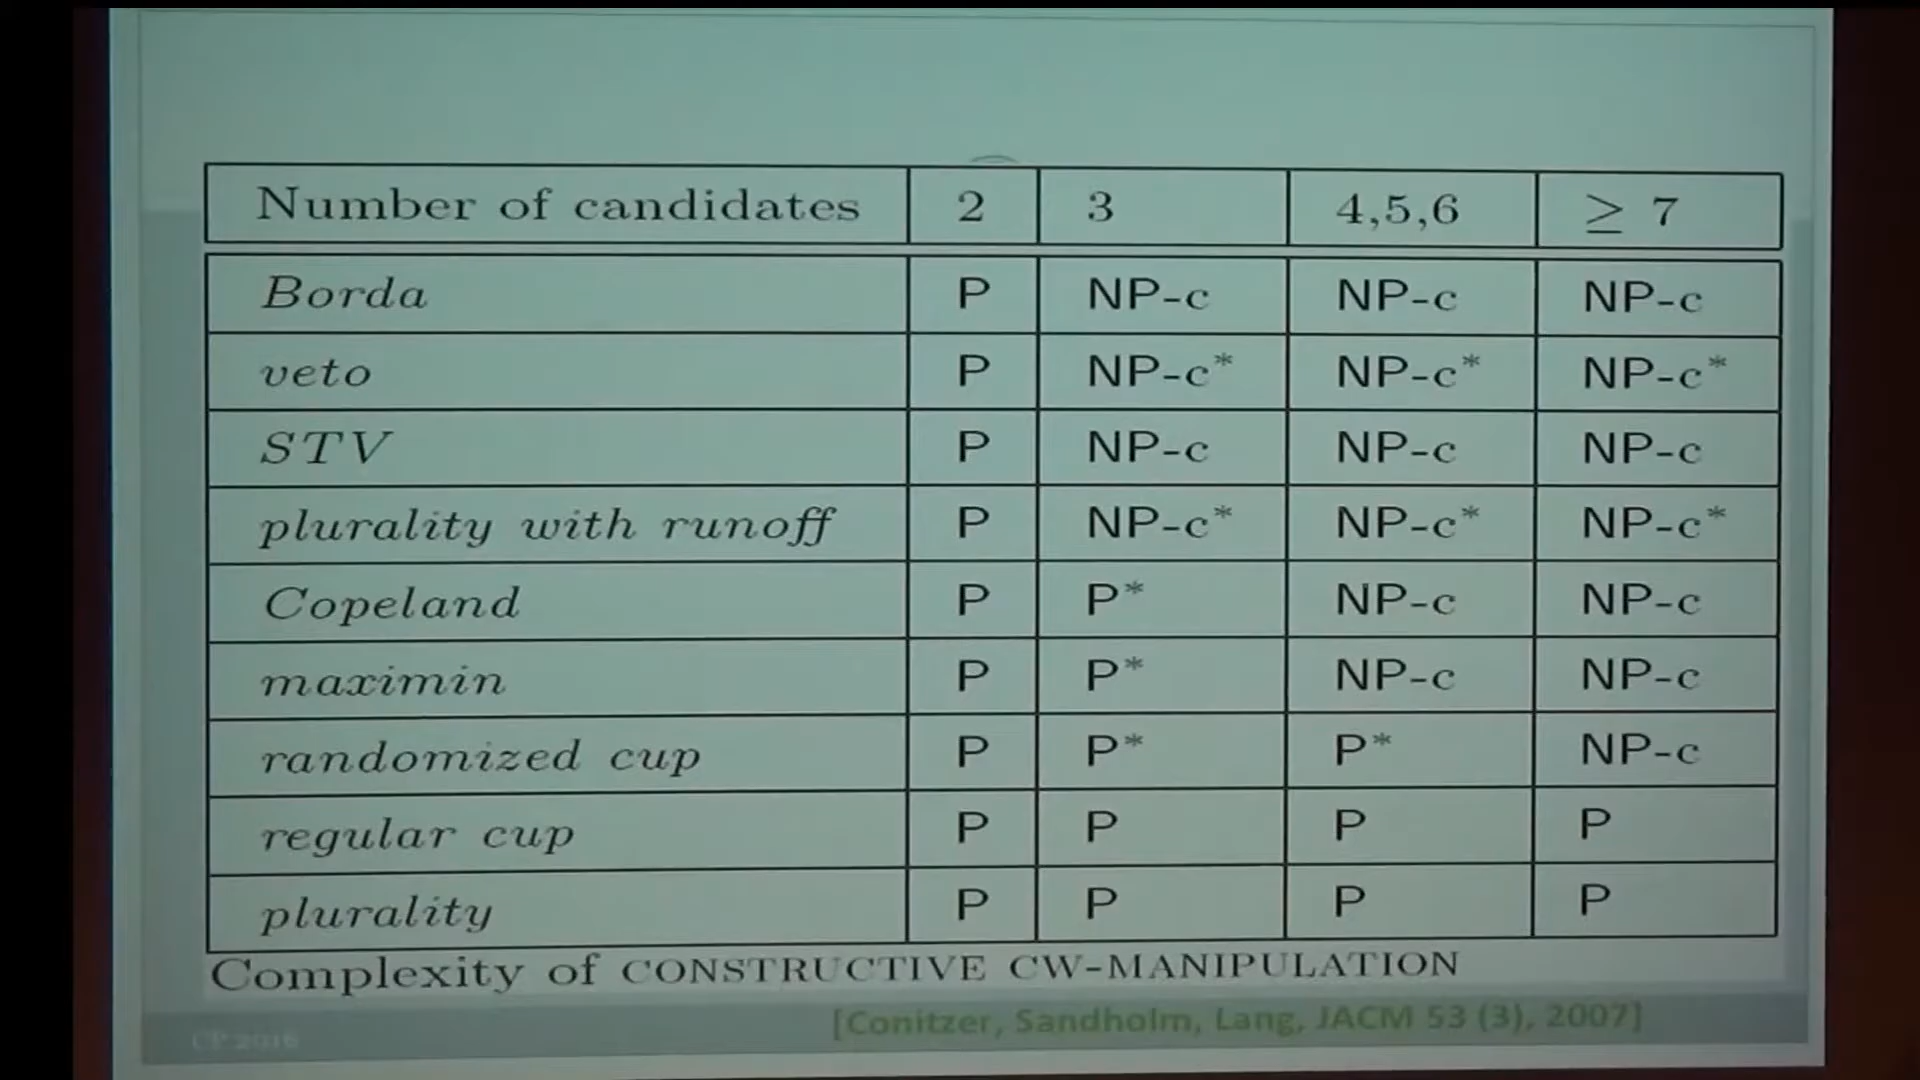 Number of candidates 2 3 4,5,6 ≥ 7
Borda P NP-c NP-c NP-c
veto P NP-c* NP-c* NP-c*
STV P NP-c NP-c NP-c
plurality with runoff P NP-c* NP-c* NP-c*
Copeland P P* NP-c NP-c
maximin P P* NP-c NP-c
randomized cup P P* P* NP-c
regular cup P P P P
plurality P P P P
Complexity of CONSTRUCTIVE CW-MANIPULATION
[Conitzer, Sandholm, Lang, JACM 53 (3), 2007]
CP 2016